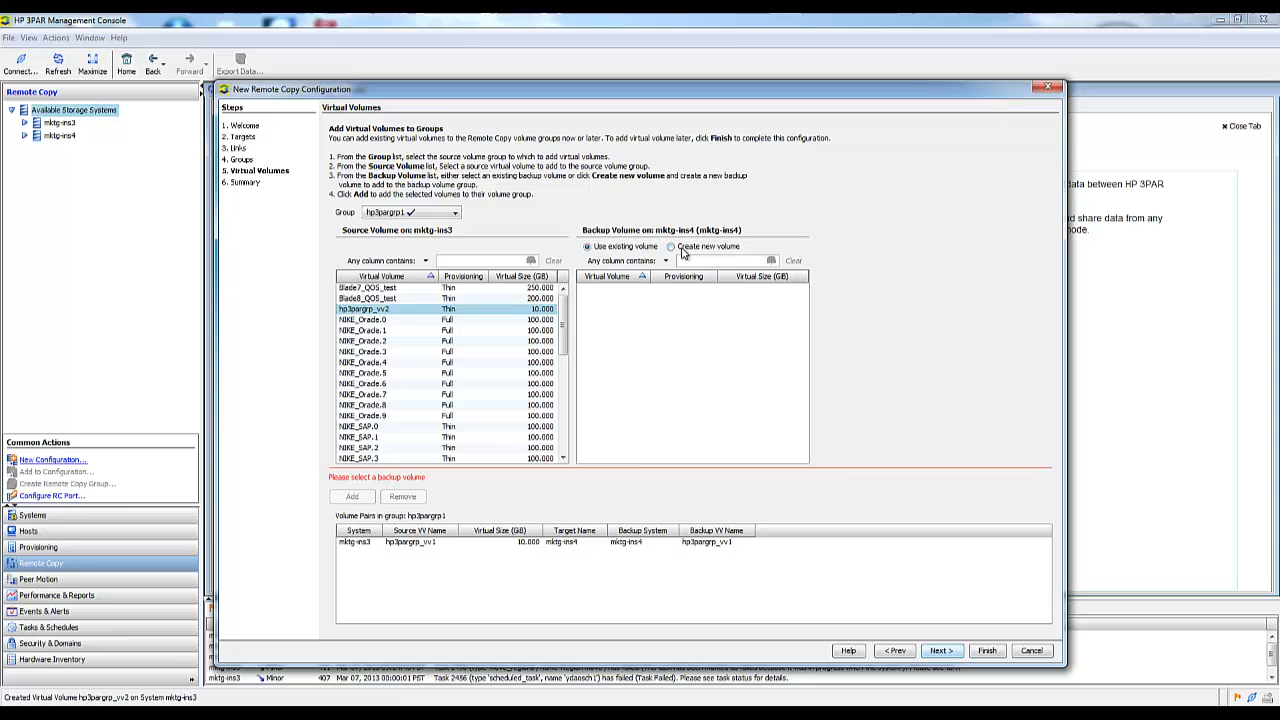 HP 3PAR Management Console
File View Actions Window Help
Connect... Refresh Maximize Home Back Forward Export Data...
Remote Copy
Available Storage Systems
mktg-ins3
mktg-ins4
Close Tab
data between HP 3PAR
nd share data from any
node.
New Remote Copy Configuration
Steps
1. Welcome
2. Targets
3. Links
4. Groups
5. Virtual Volumes
6. Summary
Virtual Volumes
Add Virtual Volumes to Groups
You can add existing virtual volumes to the Remote Copy volume groups now or later. To add virtual volume later, click Finish to complete this configuration.
1. From the Group list, select the source volume group to which to add virtual volumes.
2. From the Source Volume list, Select a source virtual volume to add to the source volume group.
3. From the Backup Volume list, either select an existing backup volume or click Create new volume and create a new backup
volume to add to the backup volume group.
4. Click Add to add the selected volumes to their volume group.
Group hp3pargrp1
Source Volume on: mktg-ins3
Any column contains: Clear
Virtual Volume Provisioning Virtual Size (GB)
Blade7_QOS_test Thin 250.000
Blade8_QOS_test Thin 200.000
hp3pargrp_vv2 Thin 10.000
NIKE_Oracle.0 Full 100.000
NIKE_Oracle.1 Full 100.000
NIKE_Oracle.2 Full 100.000
NIKE_Oracle.3 Full 100.000
NIKE_Oracle.4 Full 100.000
NIKE_Oracle.5 Full 100.000
NIKE_Oracle.6 Full 100.000
NIKE_Oracle.7 Full 100.000
NIKE_Oracle.8 Full 100.000
NIKE_Oracle.9 Full 100.000
NIKE_SAP.0 Thin 100.000
NIKE_SAP.1 Thin 100.000
NIKE_SAP.2 Thin 100.000
NIKE_SAP.3 Thin 100.000
Backup Volume on: mktg-ins4 (mktg-ins4)
Use existing volume Create new volume
Any column contains: Clear
Virtual Volume Provisioning Virtual Size (GB)
Please select a backup volume
Add Remove
Volume Pairs in group: hp3pargrp1
System Source VV Name Virtual Size (GB) Target Name Backup System Backup VV Name
mktg-ins3 hp3pargrp_vv1 10.000 mktg-ins4 mktg-ins4 hp3pargrp_vv1
Help < Prev Next > Finish Cancel
Common Actions
New Configuration...
Add to Configuration...
Create Remote Copy Group...
Configure RC Port...
Systems
Hosts
Provisioning
Remote Copy
Peer Motion
Performance & Reports
Events & Alerts
Tasks & Schedules
Security & Domains
Hardware Inventory
mktg-ins3 Minor 407 Mar 07, 2013 00:00:01 PST Task 2456 (type 'scheduled_task', name 'ydaosch1') has failed (Task Failed). Please see task status for details.
Created Virtual Volume hp3pargrp_vv2 on System mktg-ins3